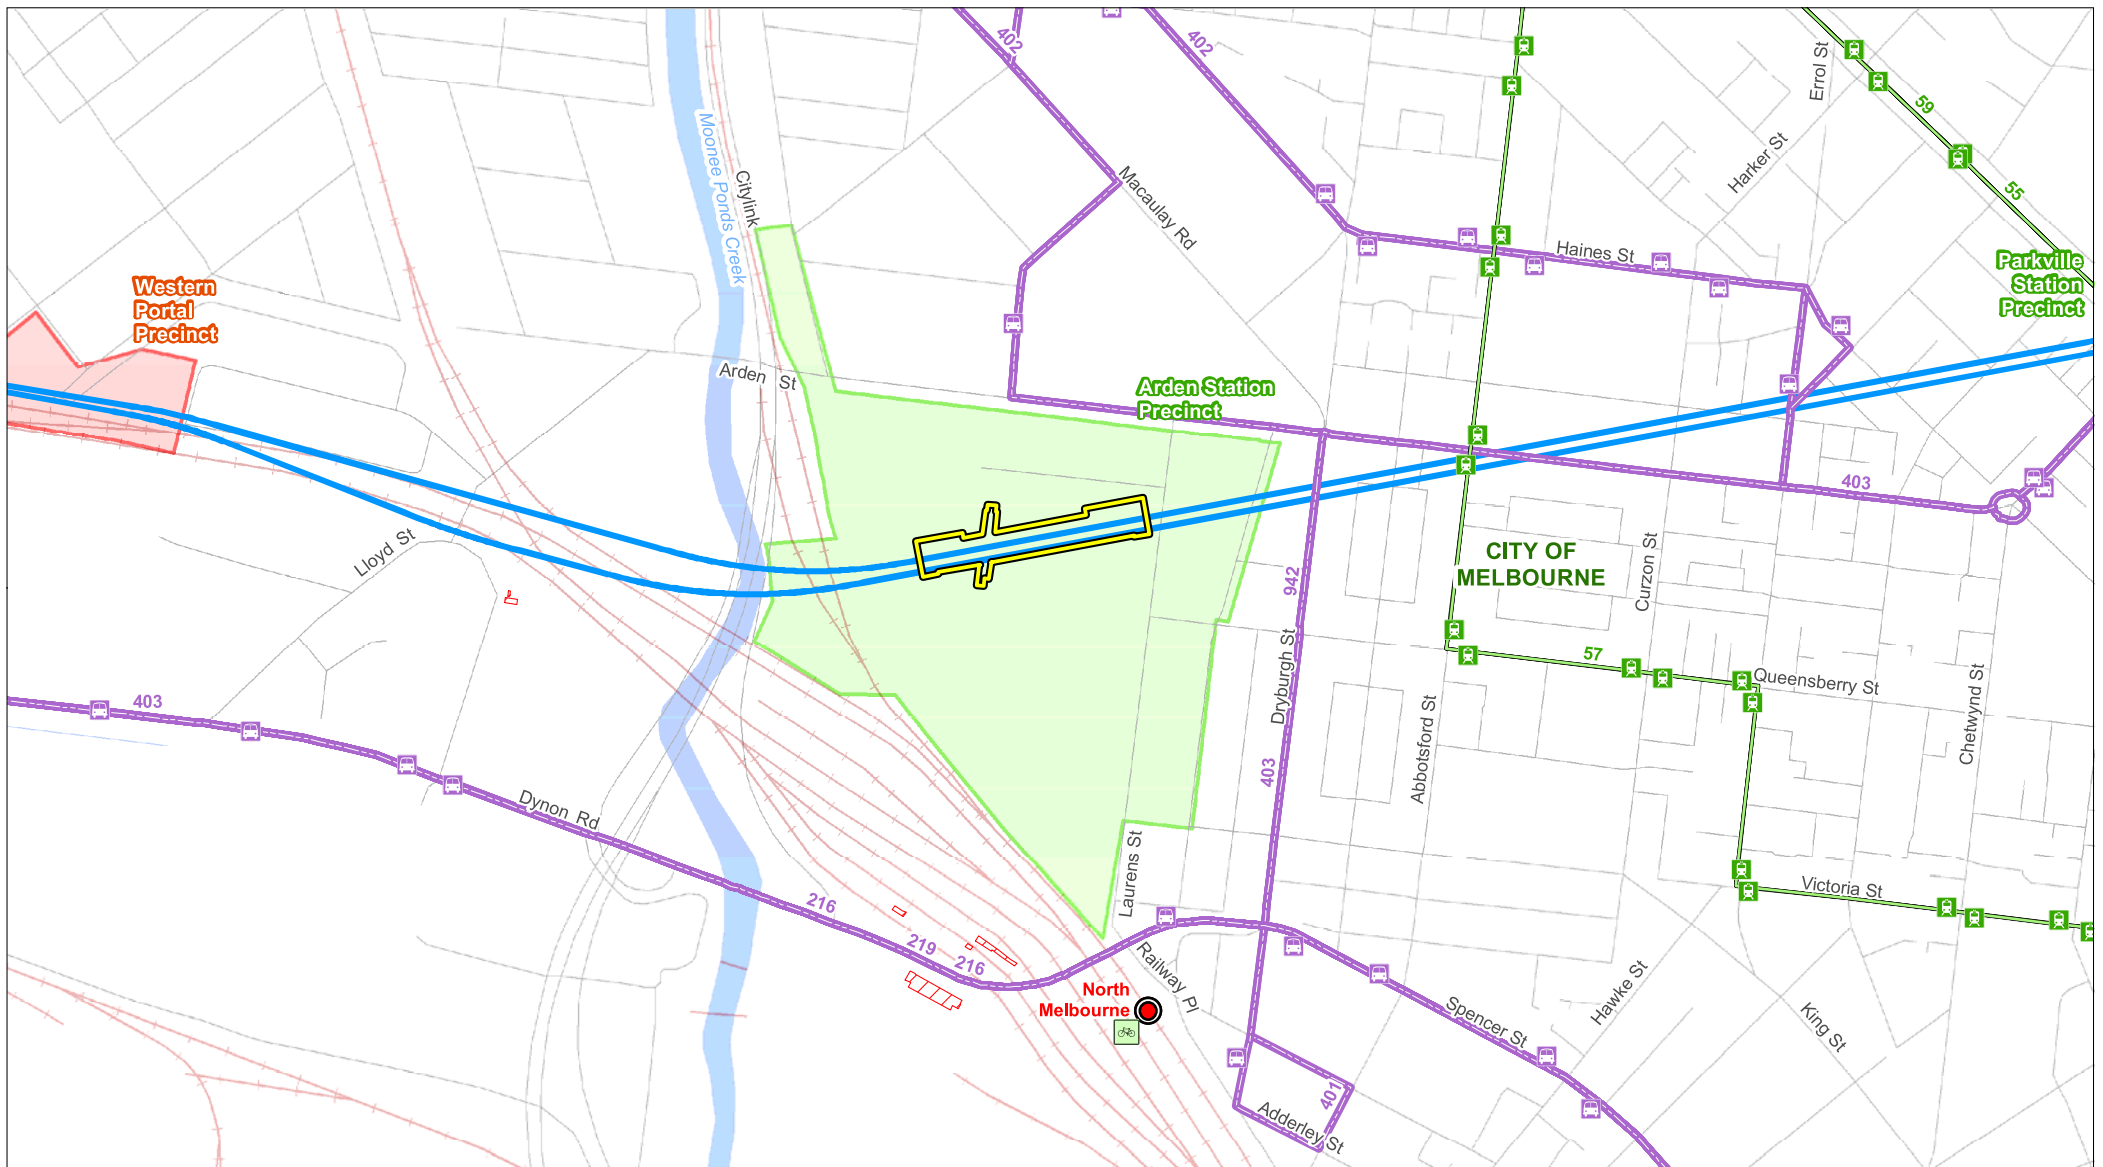 402
402
Errol St
59
Moonee Ponds Creek
Citylink
Macaulay Rd
Harker St
55
Haines St
Parkville
Station
Precinct
Western
Portal
Precinct
Arden St
Arden Station
Precinct
403
Lloyd St
CITY OF
MELBOURNE
Curzon St
942
Dryburgh St
57
Queensberry St
Chetwynd St
Abbotsford St
403
403
Dynon Rd
Laurens St
Victoria St
216
219
216
Railway Pl
North
Melbourne
Spencer St
Hawke St
King St
401
Adderley St